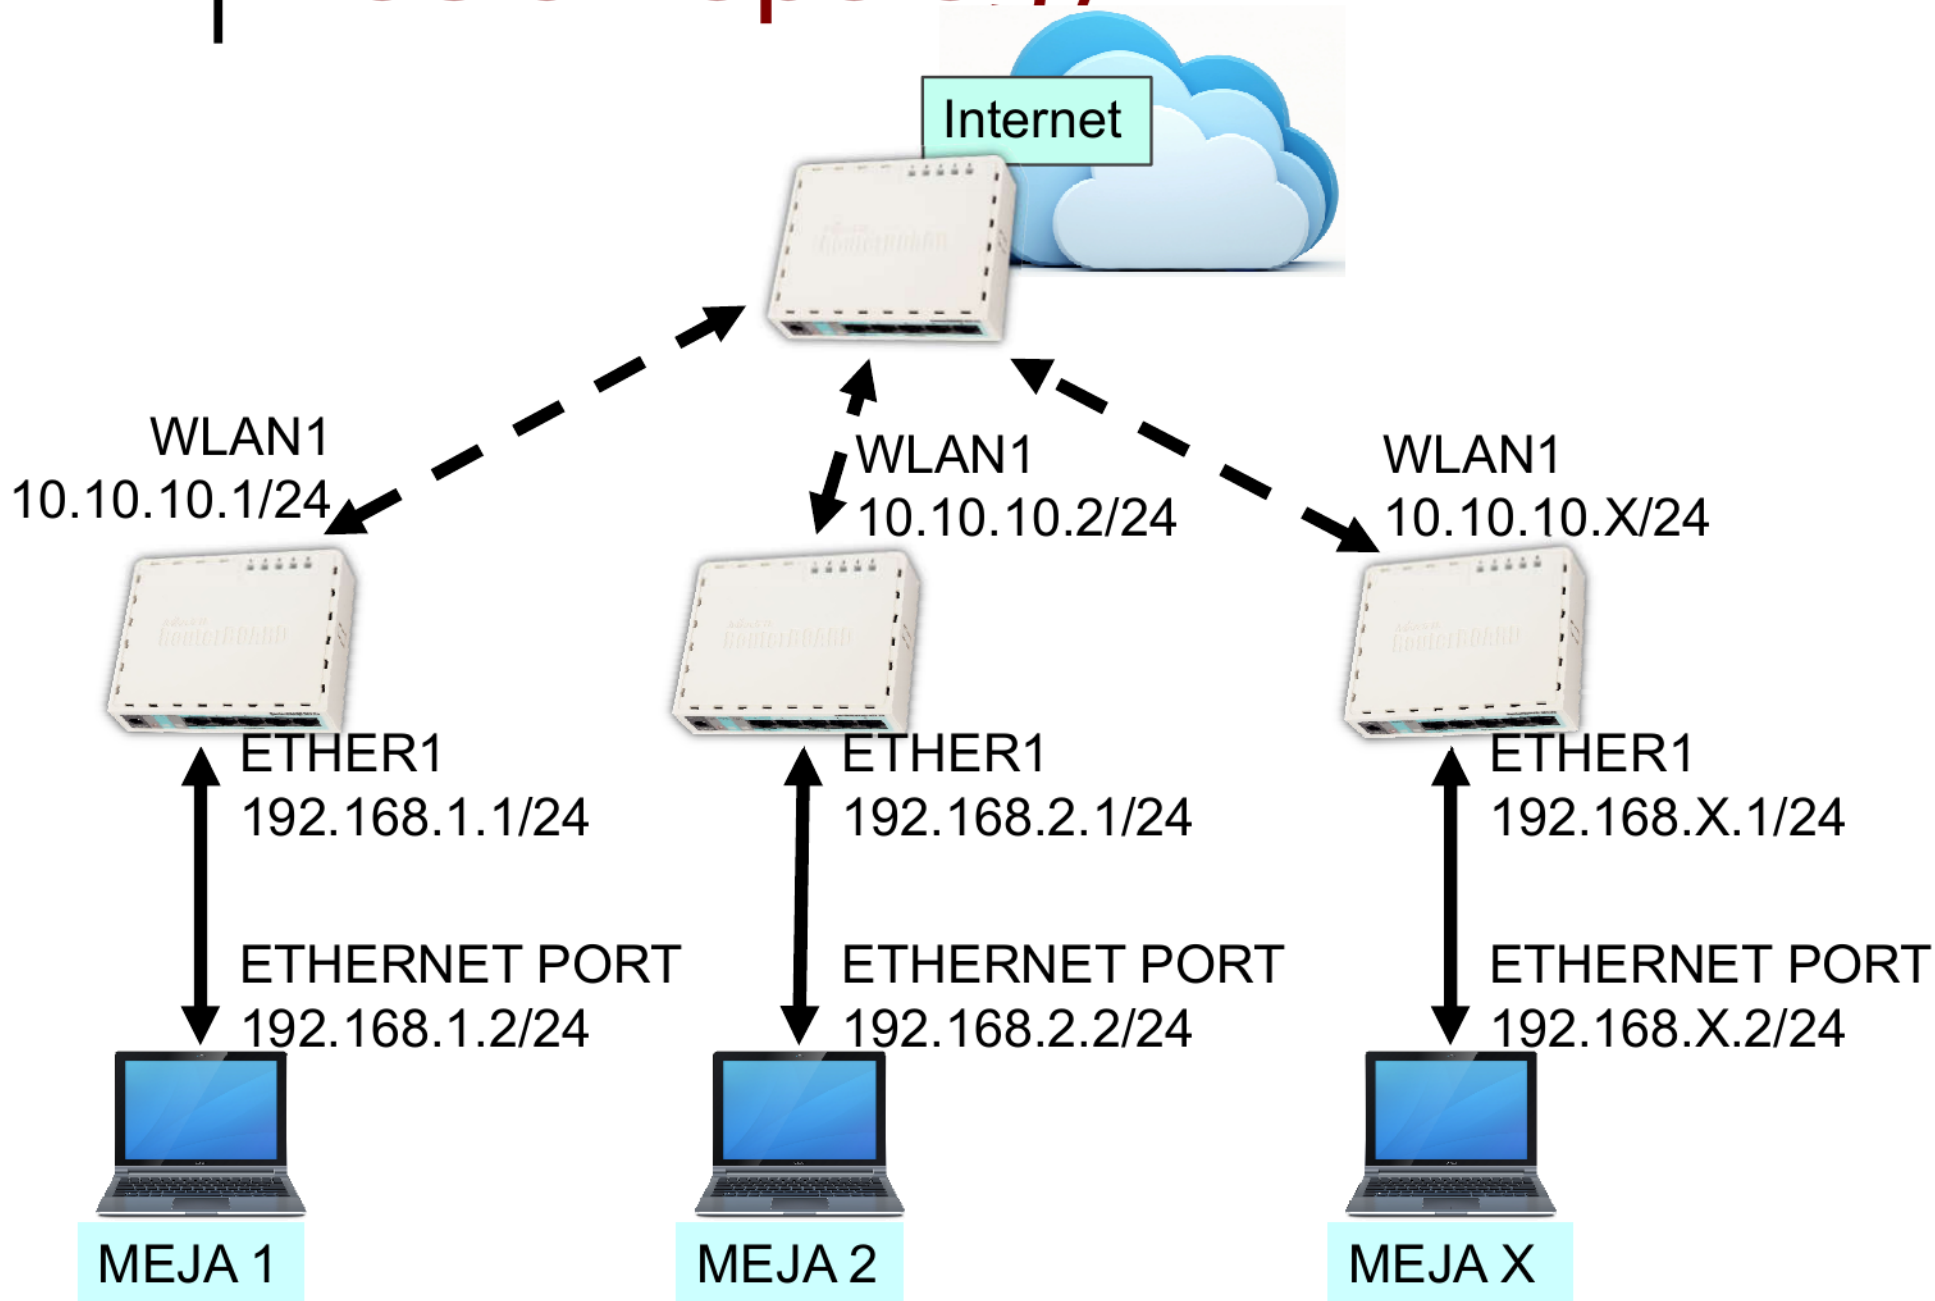 Internet
WLAN1
10.10.10.1/24
WLAN1
10.10.10.2/24
WLAN1
10.10.10.X/24
ETHER1
192.168.1.1/24
ETHER1
192.168.2.1/24
ETHER1
192.168.X.1/24
ETHERNET PORT
192.168.1.2/24
ETHERNET PORT
192.168.2.2/24
ETHERNET PORT
192.168.X.2/24
MEJA 1
MEJA 2
MEJA X